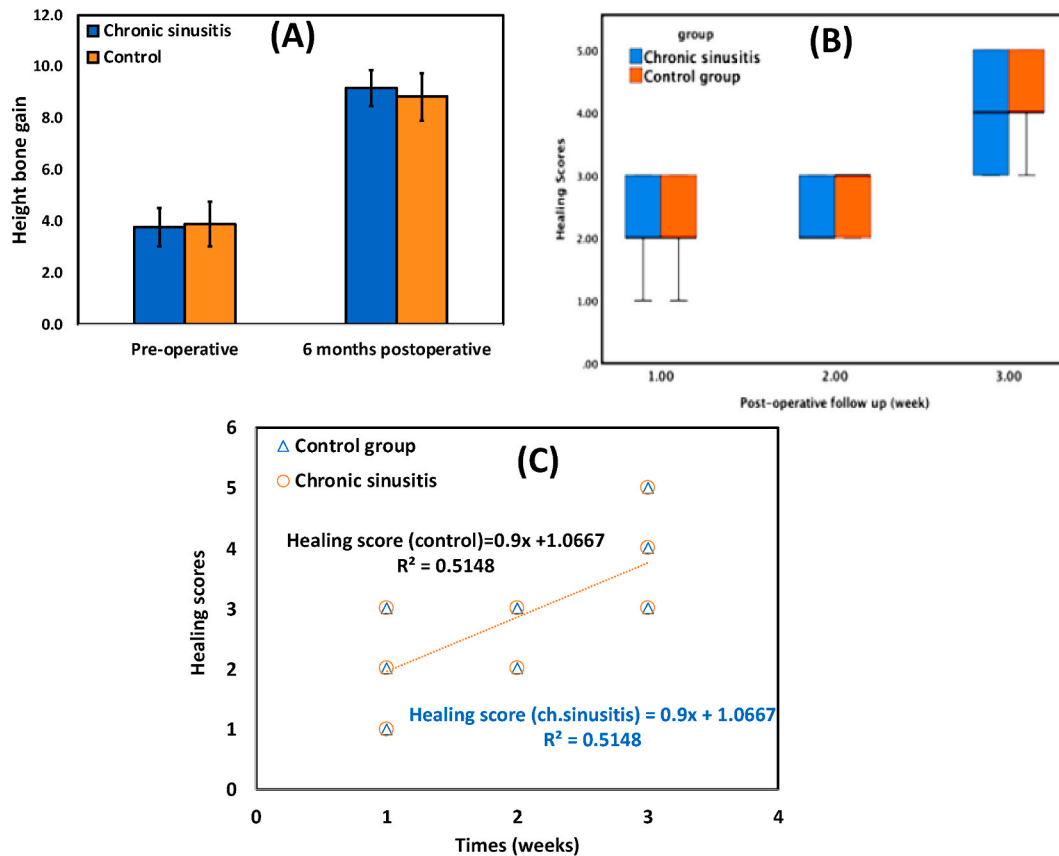 (A)
Chronic sinusitis
Control
Height bone gain
12.0
10.0
8.0
6.0
4.0
2.0
0.0
Pre-operative 6 months postoperative
(B)
group
Chronic sinusitis
Control group
Healing Scores
5.00
4.00
3.00
2.00
1.00
.00
1.00 2.00 3.00
Post-operative follow up (week)
(C)
Control group
Chronic sinusitis
Healing scores
6
5
4
3
2
1
0
Healing score (control)=0.9x +1.0667
R² = 0.5148
Healing score (ch.sinusitis) = 0.9x + 1.0667
R² = 0.5148
0 1 2 3 4
Times (weeks)